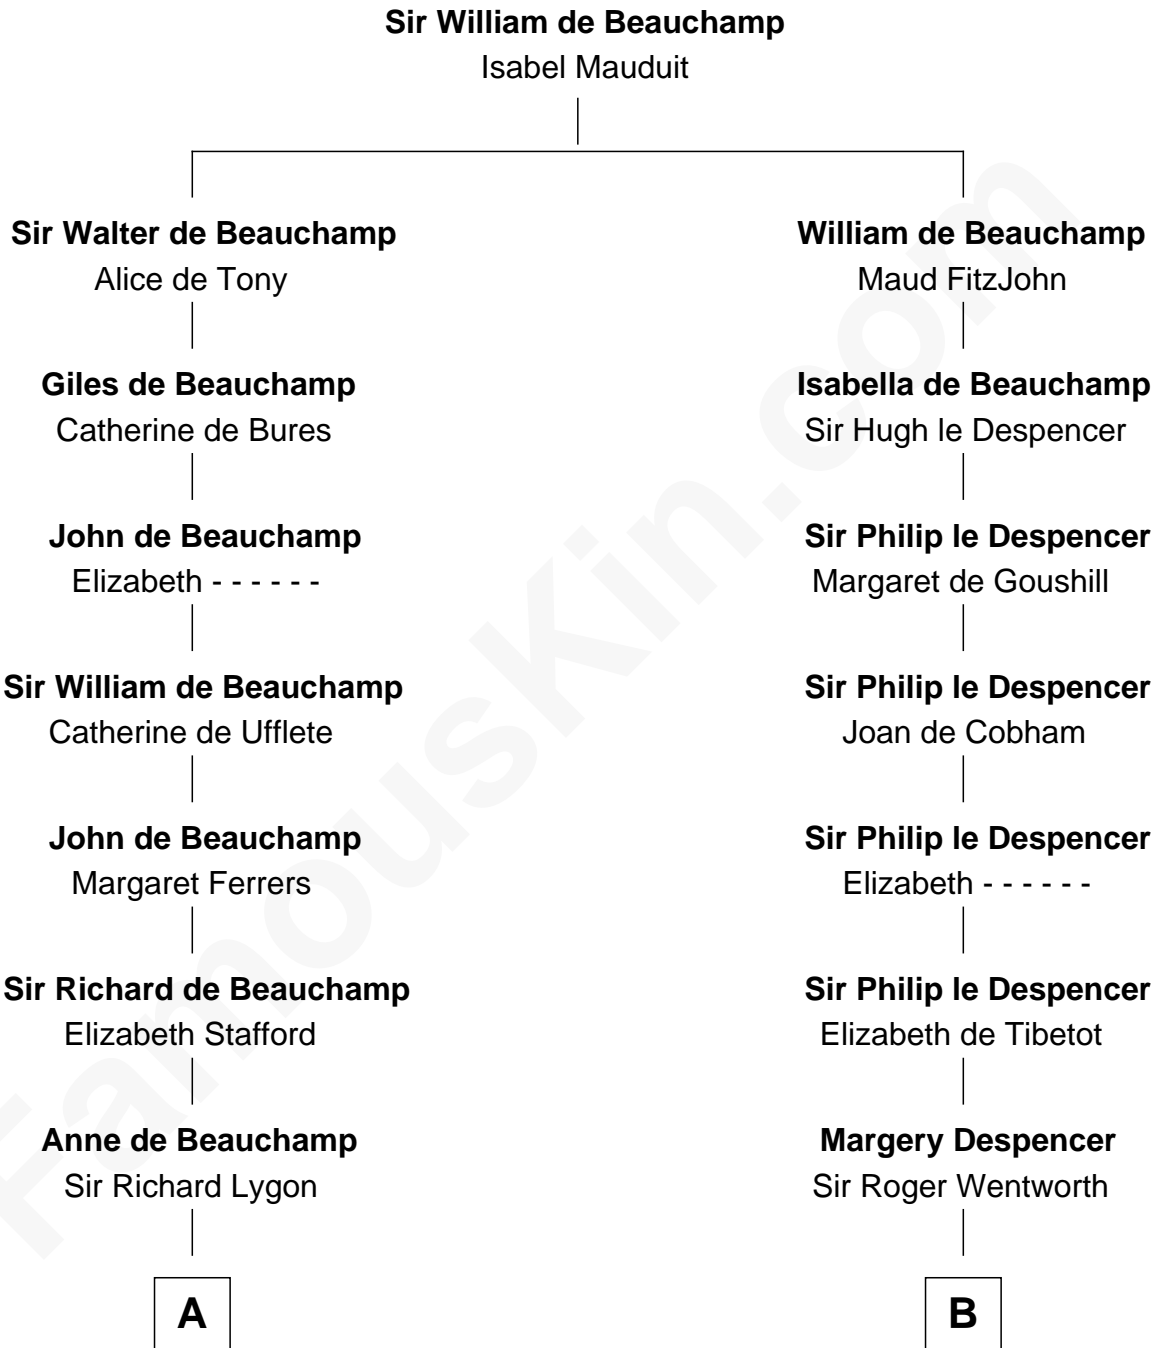 Sir William de Beauchamp
Isabel Mauduit
Sir Walter de Beauchamp
Alice de Tony
William de Beauchamp
Maud FitzJohn
Giles de Beauchamp
Catherine de Bures
Isabella de Beauchamp
Sir Hugh le Despencer
John de Beauchamp
Elizabeth - - - - - -
Sir Philip le Despencer
Margaret de Goushill
Sir William de Beauchamp
Catherine de Ufflete
Sir Philip le Despencer
Joan de Cobham
John de Beauchamp
Margaret Ferrers
Sir Philip le Despencer
Elizabeth - - - - - -
Sir Richard de Beauchamp
Elizabeth Stafford
Sir Philip le Despencer
Elizabeth de Tibetot
Anne de Beauchamp
Sir Richard Lygon
Margery Despencer
Sir Roger Wentworth
A
B
FamousKin.com